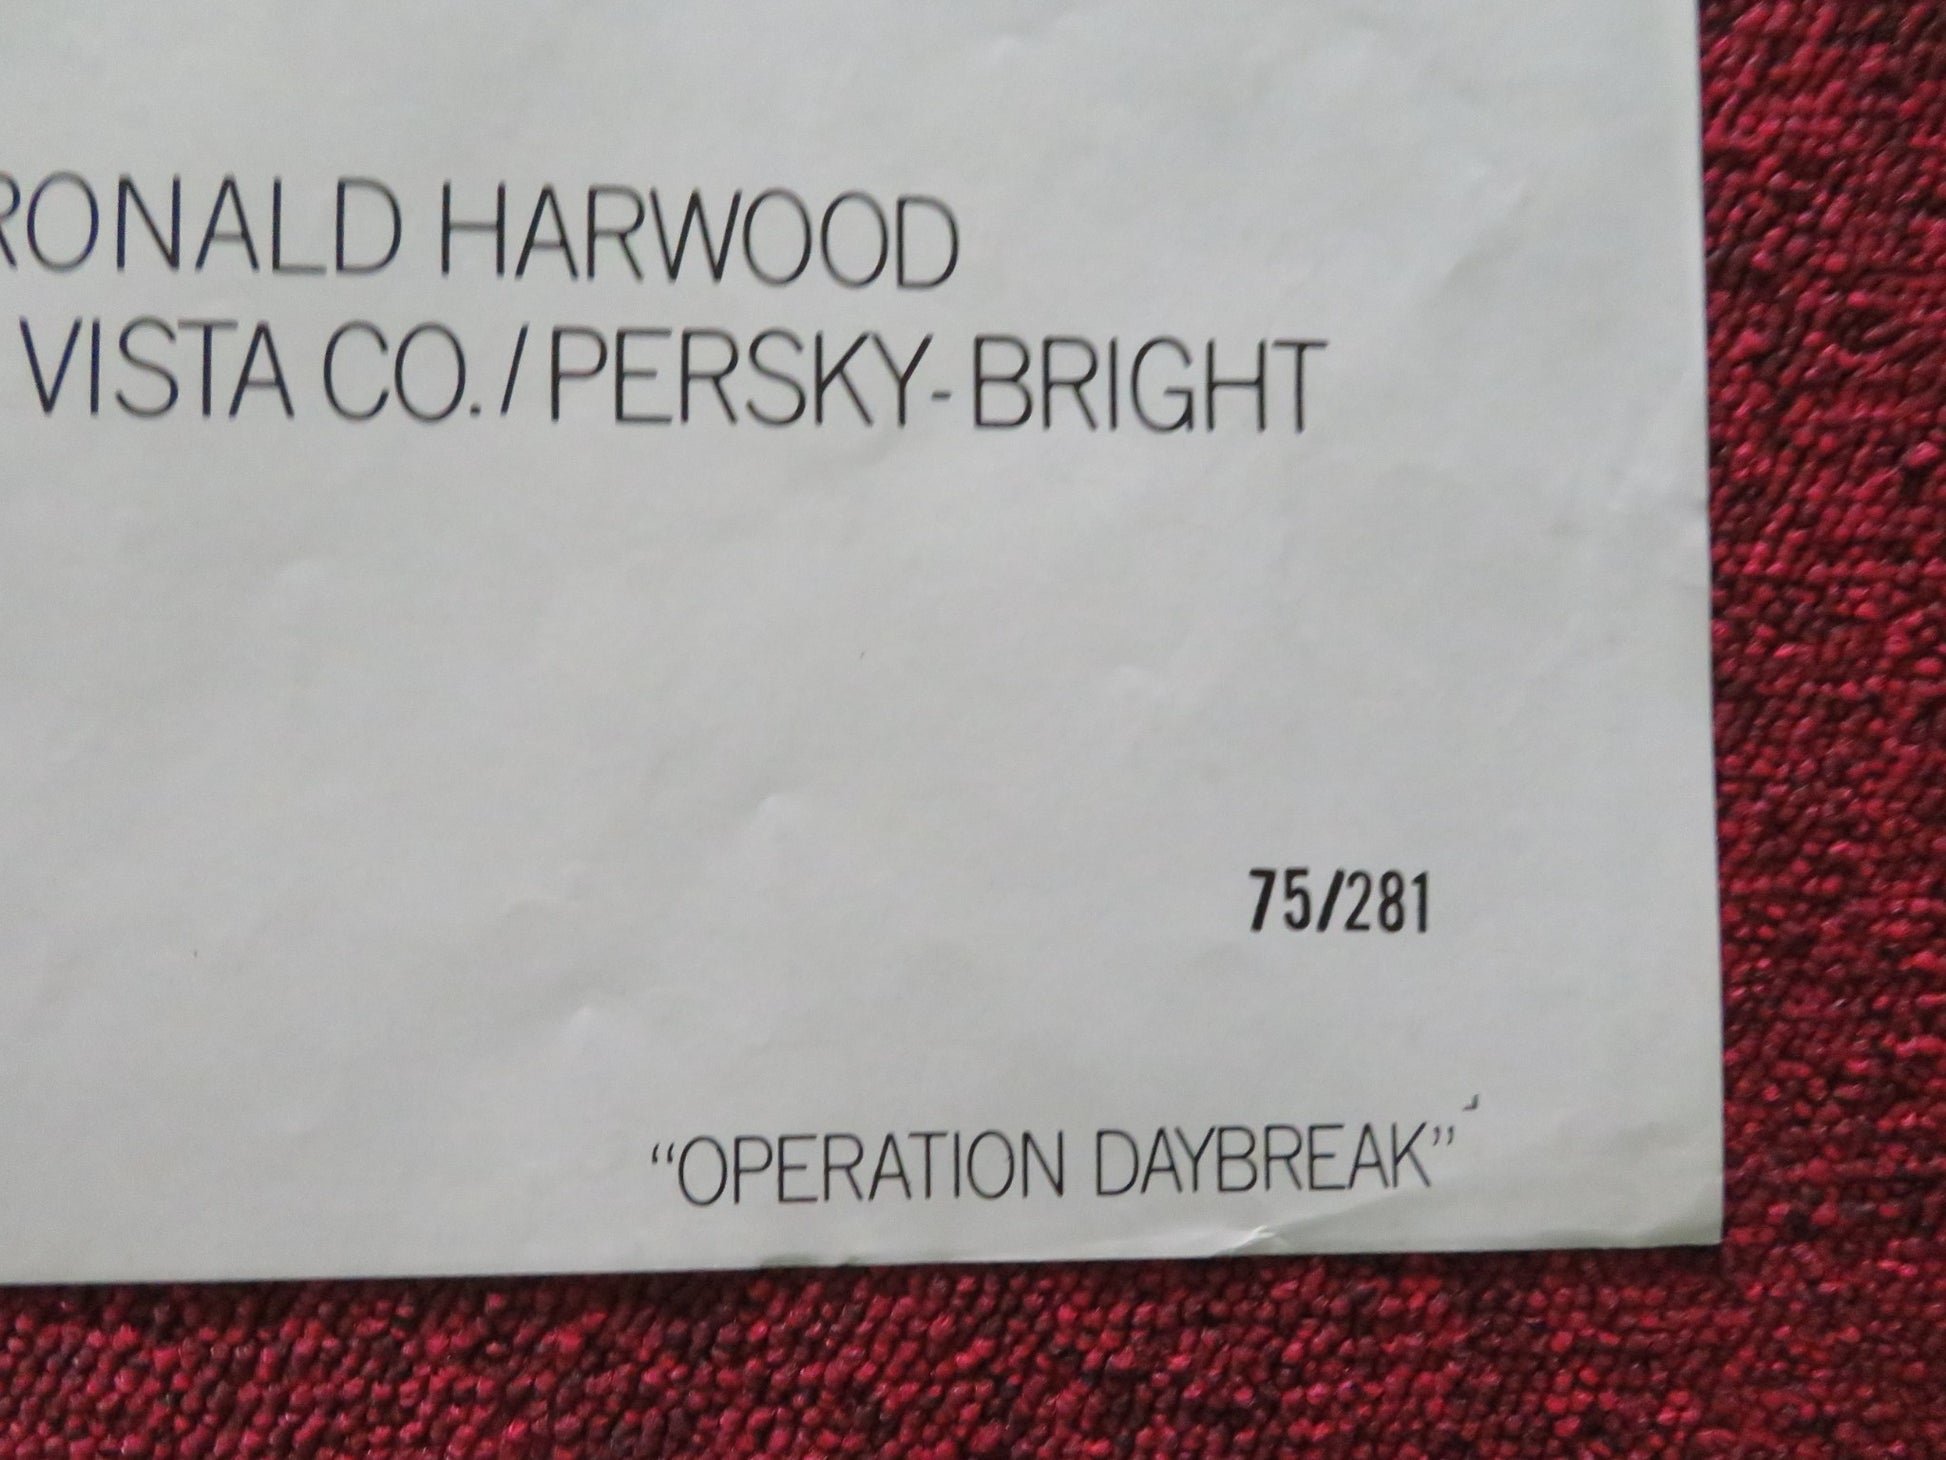 RONALD HARWOOD
VISTA CO./PERSKY-BRIGHT
75/281
“OPERATION DAYBREAK”